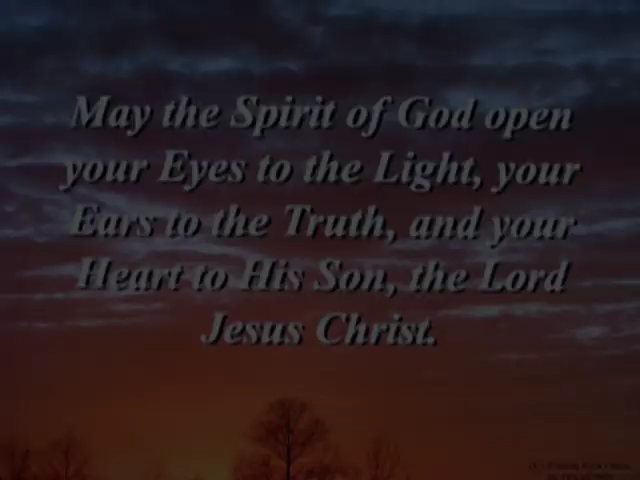 May the Spirit of God open
your Eyes to the Light, your
Ears to the Truth, and your
Heart to His Son, the Lord
Jesus Christ.